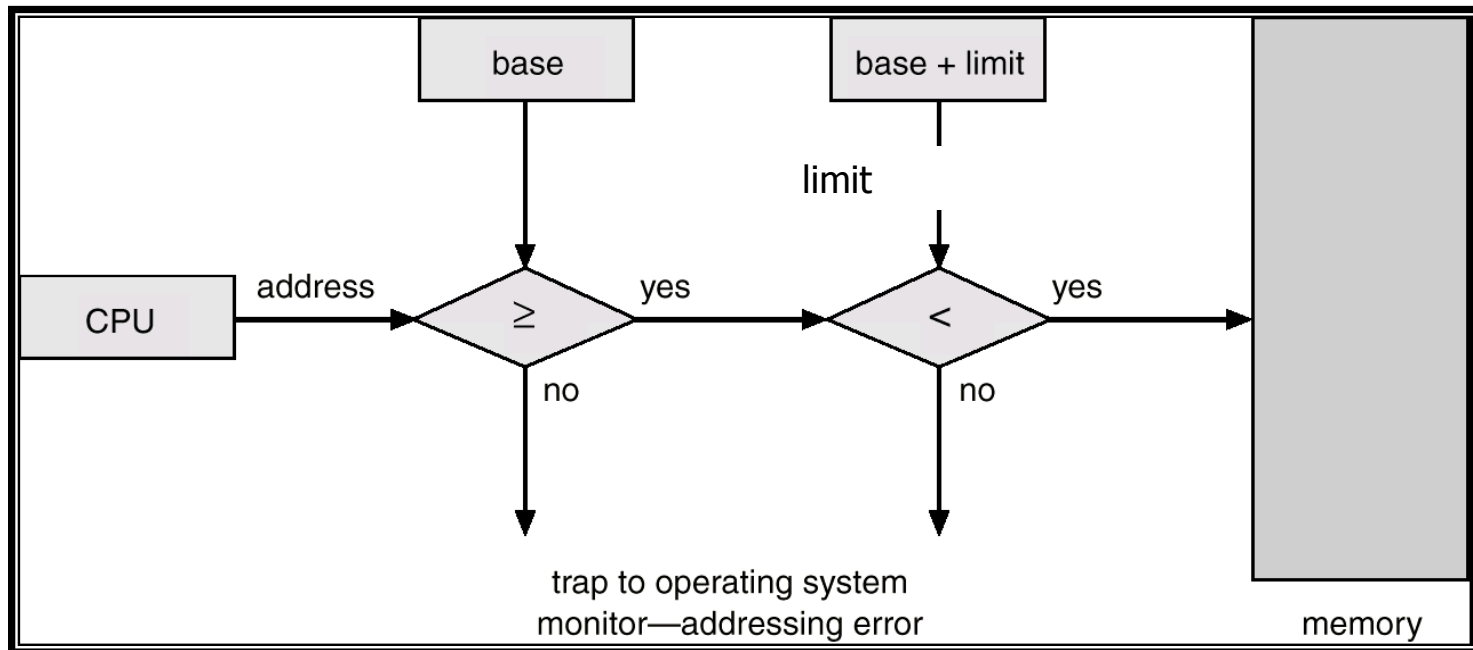 base
base + limit
limit
CPU
address
≥
yes
<
yes
no
no
trap to operating system
monitor—addressing error
memory